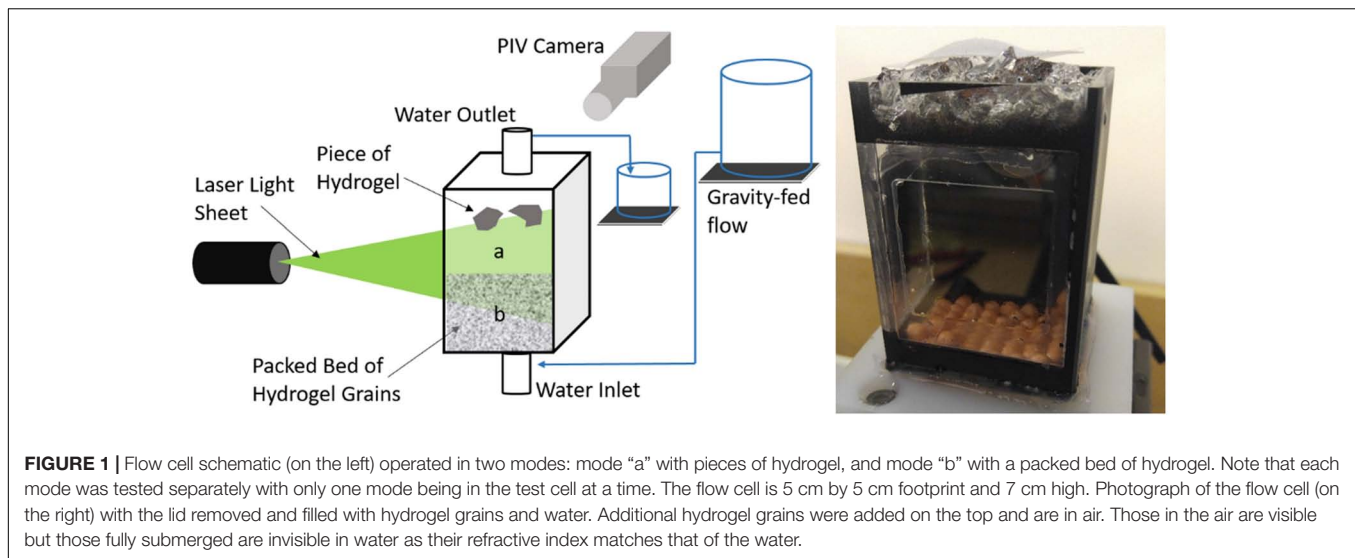 PIV Camera
Water Outlet
Piece of
Hydrogel
Laser Light
Sheet
Gravity-fed
flow
a
b
Packed Bed of
Hydrogel Grains
Water Inlet
FIGURE 1 | Flow cell schematic (on the left) operated in two modes: mode “a” with pieces of hydrogel, and mode “b” with a packed bed of hydrogel. Note that each
mode was tested separately with only one mode being in the test cell at a time. The flow cell is 5 cm by 5 cm footprint and 7 cm high. Photograph of the flow cell (on
the right) with the lid removed and filled with hydrogel grains and water. Additional hydrogel grains were added on the top and are in air. Those in the air are visible
but those fully submerged are invisible in water as their refractive index matches that of the water.